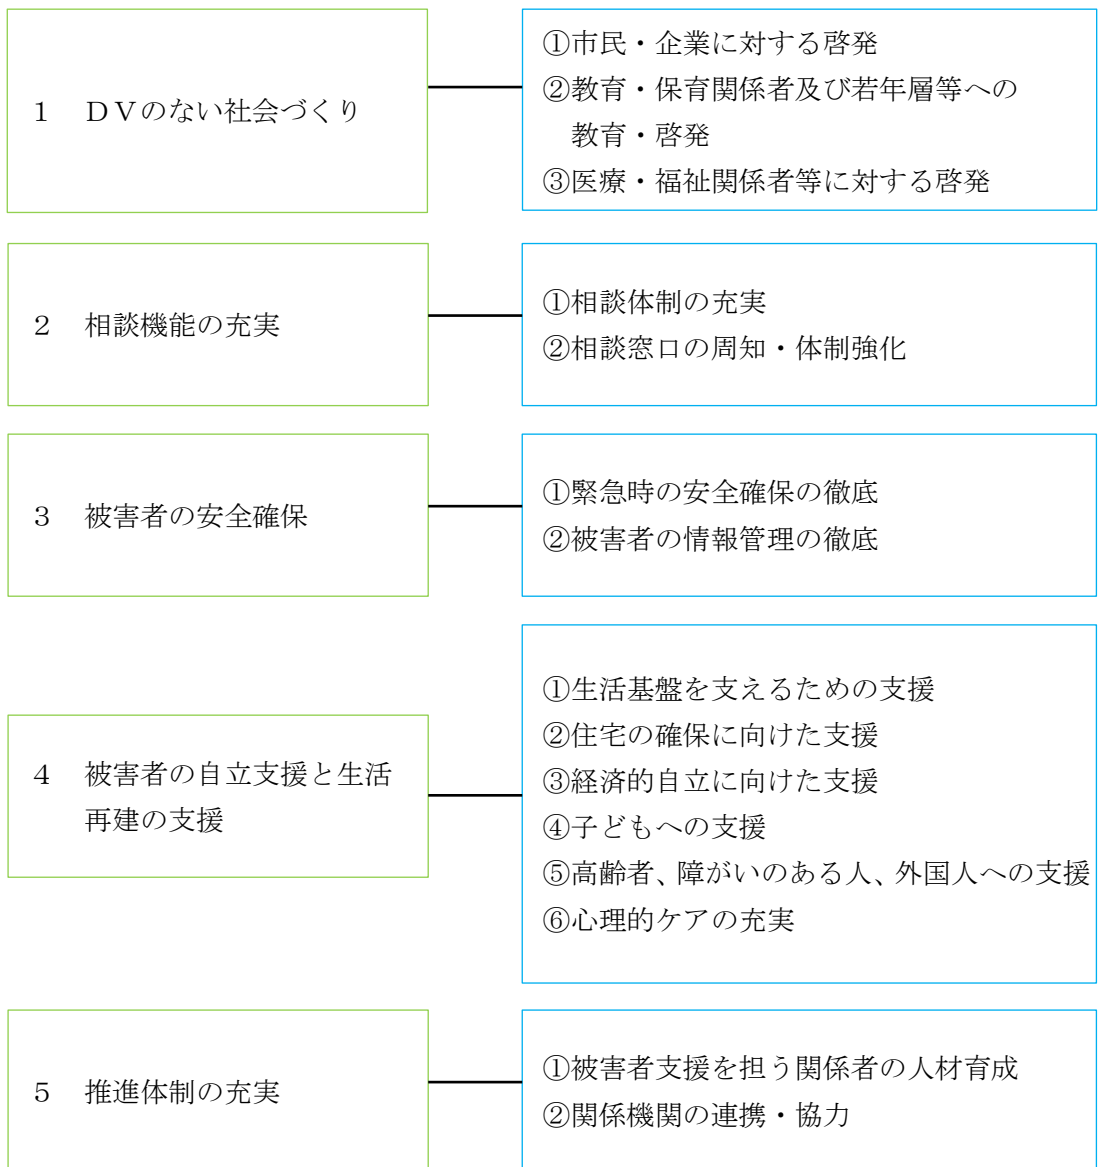 １　ＤＶのない社会づくり
①市民・企業に対する啓発
②教育・保育関係者及び若年層等への
教育・啓発
③医療・福祉関係者等に対する啓発
２　相談機能の充実
①相談体制の充実
②相談窓口の周知・体制強化
３　被害者の安全確保
①緊急時の安全確保の徹底
②被害者の情報管理の徹底
４　被害者の自立支援と生活
再建の支援
①生活基盤を支えるための支援
②住宅の確保に向けた支援
③経済的自立に向けた支援
④子どもへの支援
⑤高齢者、障がいのある人、外国人への支援
⑥心理的ケアの充実
５　推進体制の充実
①被害者支援を担う関係者の人材育成
②関係機関の連携・協力